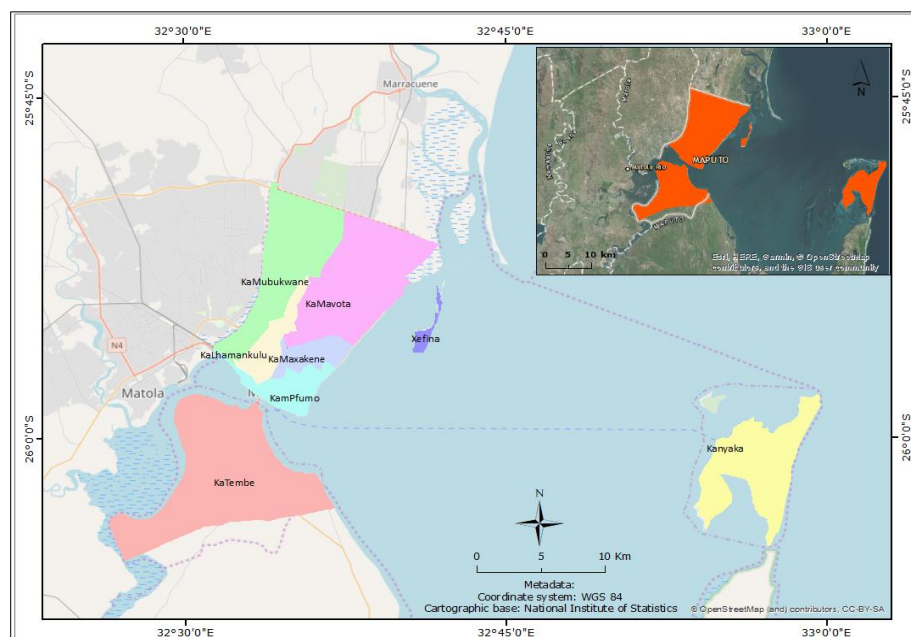 32°30'0"E
32°45'0"E
33°0'0"E
25°45'0"S
25°45'0"S
Marracuene
N
MAPUTO
Matola Rio
MAPUTO
0 5 10 km
Esri, HERE, Garmin, © OpenStreetMap
contributors, and the GIS user community
KaMubukwane
KaMavota
Xefina
N4
KaLhamankulu
KaMaxakene
Matola
KamPfumo
26°0'0"S
26°0'0"S
Kanyaka
KaTembe
N
0 5 10 Km
Metadata:
Coordinate system: WGS 84
Cartographic base: National Institute of Statistics
© OpenStreetMap (and) contributors, CC-BY-SA
32°30'0"E
32°45'0"E
33°0'0"E